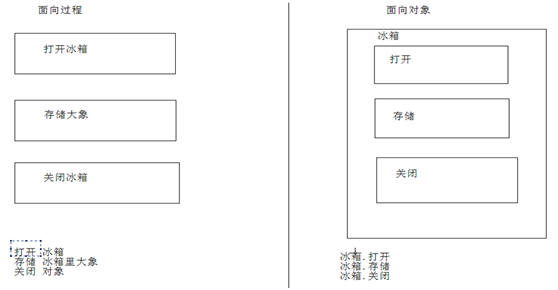 面向过程
打开冰箱
存储大象
关闭冰箱
打开 冰箱
存储 冰箱里大象
关闭 对象
面向对象
冰箱
打开
存储
关闭
冰箱.打开
冰箱.存储
冰箱.关闭